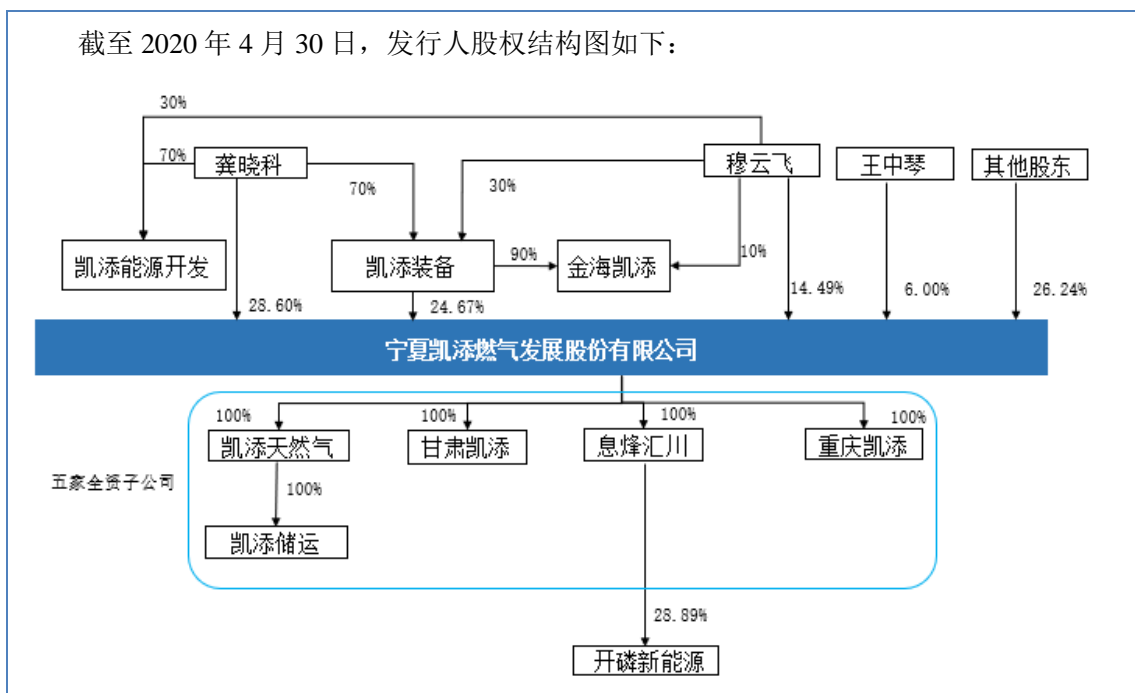 截至 2020 年 4 月 30 日，发行人股权结构图如下：
30%
70%
龚晓科
穆云飞
王中琴
其他股东
70%
30%
凯添能源开发
凯添装备
90%
金海凯添
10%
28.60%
24.67%
14.49%
6.00%
26.24%
宁夏凯添燃气发展股份有限公司
100%
100%
100%
100%
凯添天然气
甘肃凯添
息烽汇川
重庆凯添
五家全资子公司
100%
凯添储运
28.89%
开磷新能源